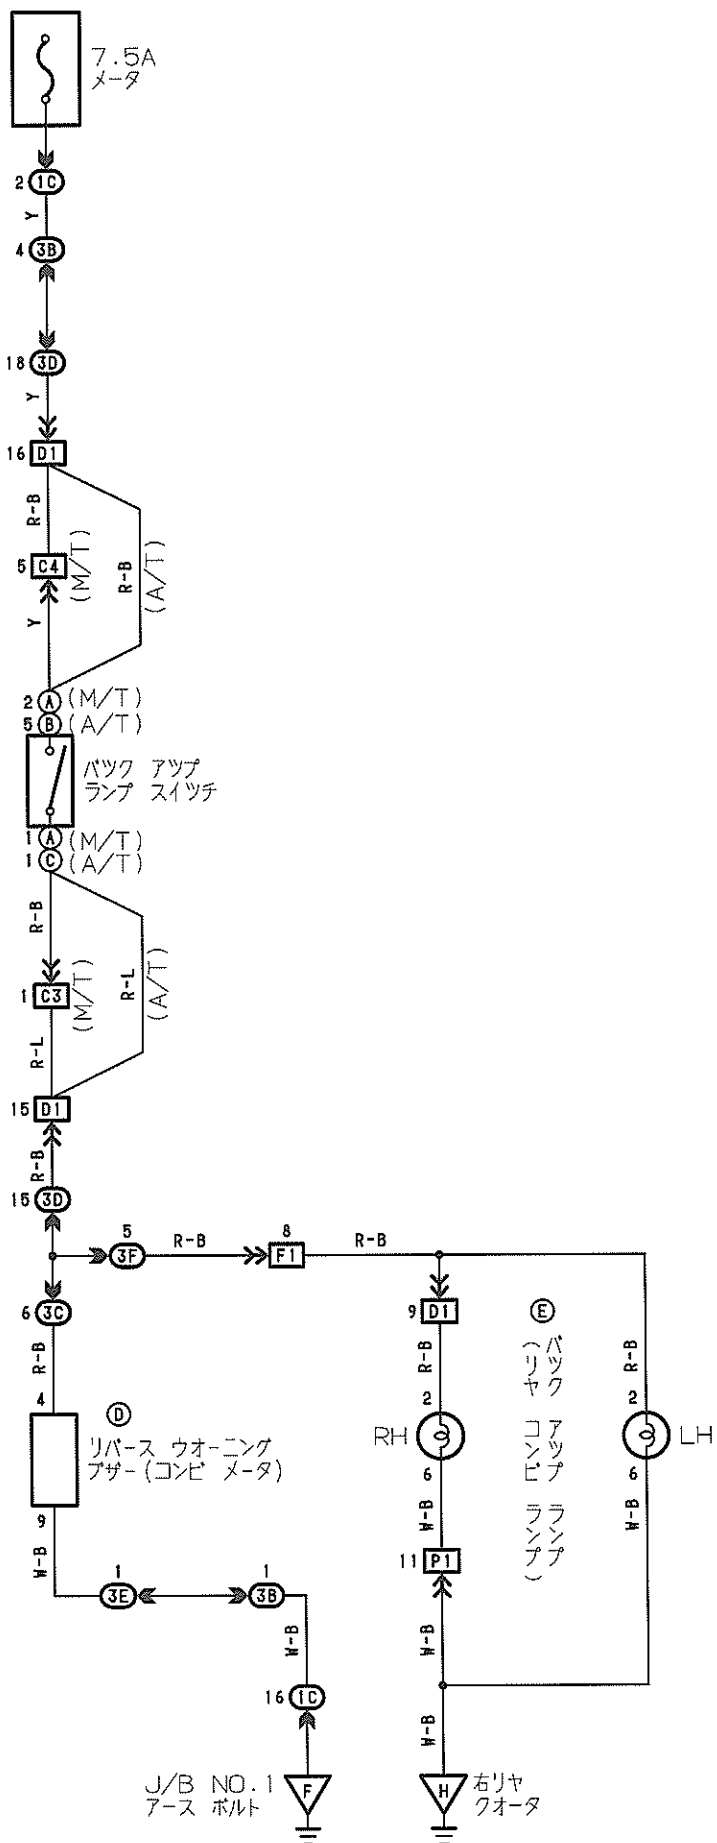 7.5A
メータ
2 1C
Y
4 3B
18 3D
Y
16 D1
R-B
5 C4
(M/T)
R-B
(A/T)
Y
2 A (M/T)
5 B (A/T)
バツク アツプ
ランプ スイツチ
1 A (M/T)
1 C (A/T)
R-B
1 C3
(M/T)
R-L
(A/T)
R-L
15 D1
R-B
15 3D
5
3F
R-B
8
F1
R-B
6 3C
R-B
4
D
リバース ウオーニング
ブザー(コンビ メータ)
9
W-B
1
3E
1
3B
W-B
16 1C
J/B NO.1
アース ボルト
F
9 D1
R-B
2
RH
6
W-B
11 P1
W-B
W-B
H
右リヤ
クオータ
E
バツク アツプ ランプ
(リヤ コンビ ランプ)
R-B
2
LH
6
W-B